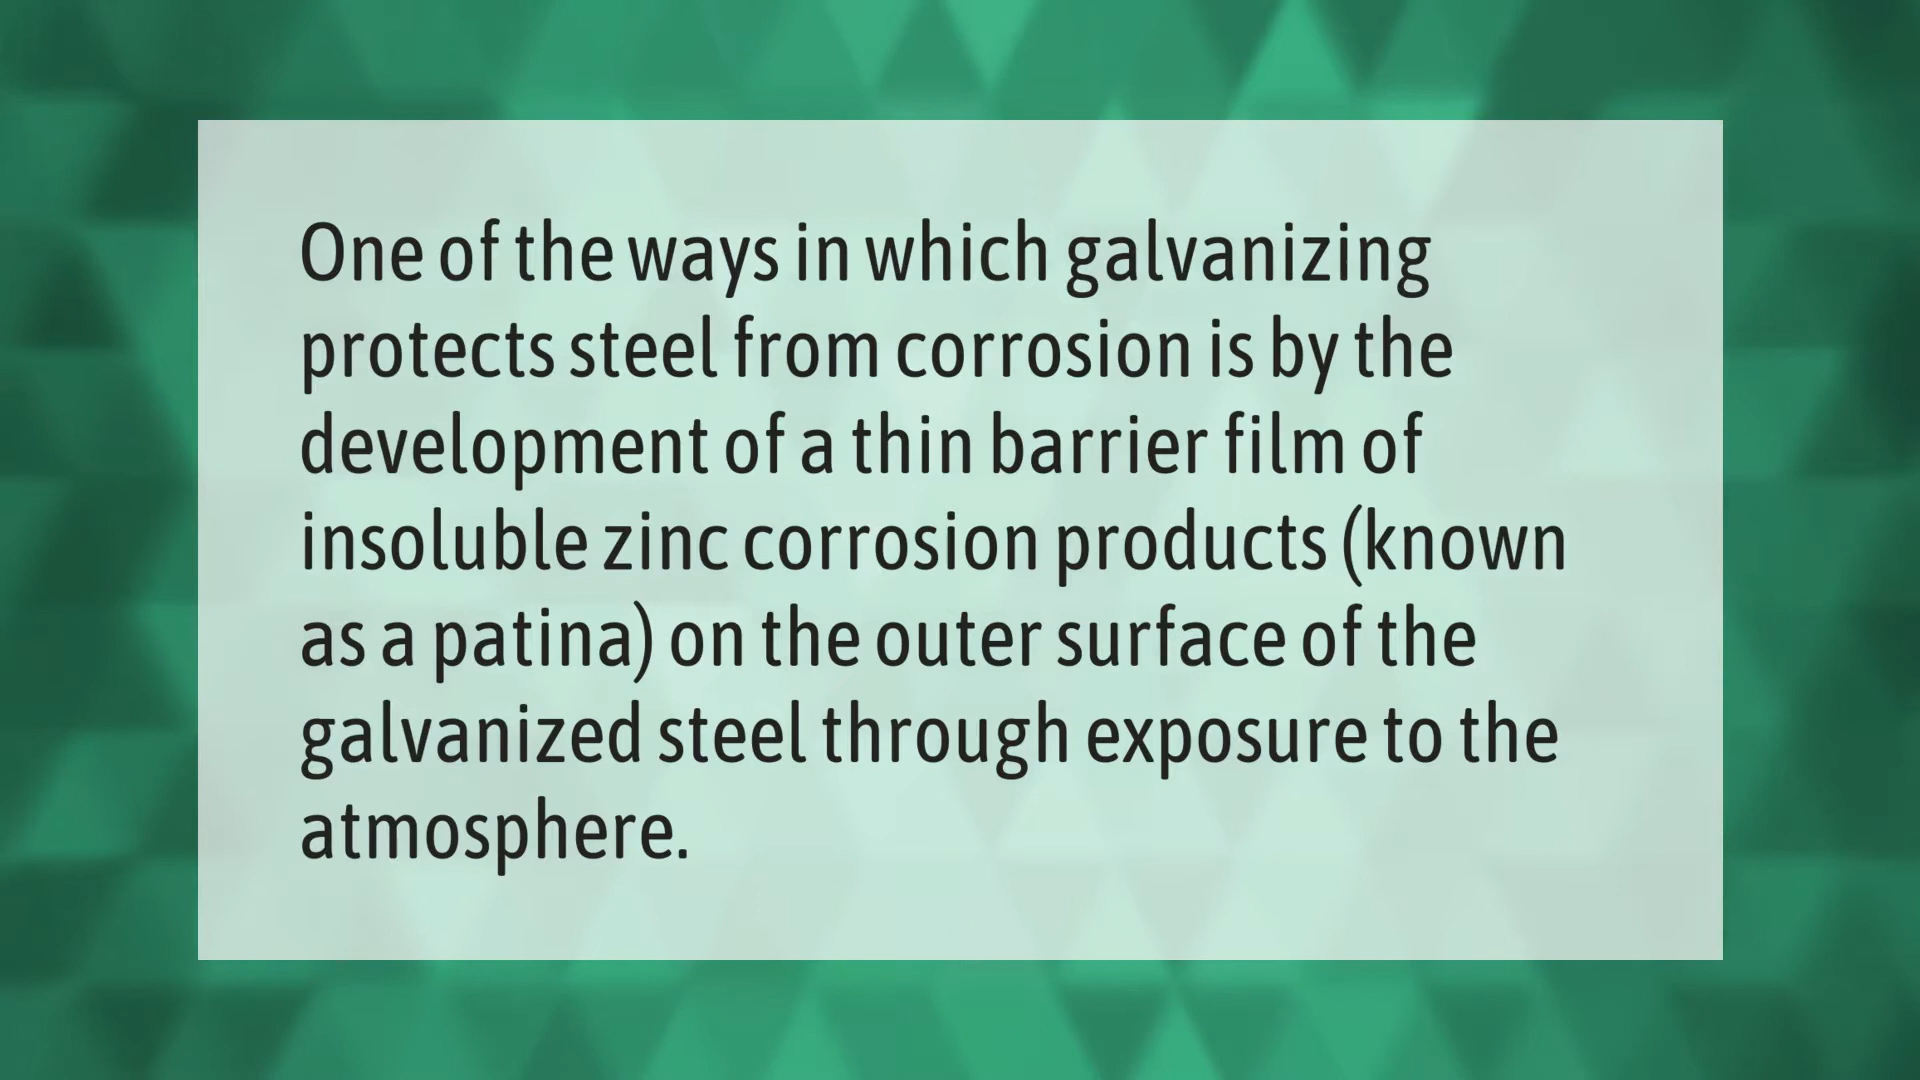 One of the ways in which galvanizing
protects steel from corrosion is by the
development of a thin barrier film of
insoluble zinc corrosion products (known
as a patina) on the outer surface of the
galvanized steel through exposure to the
atmosphere.